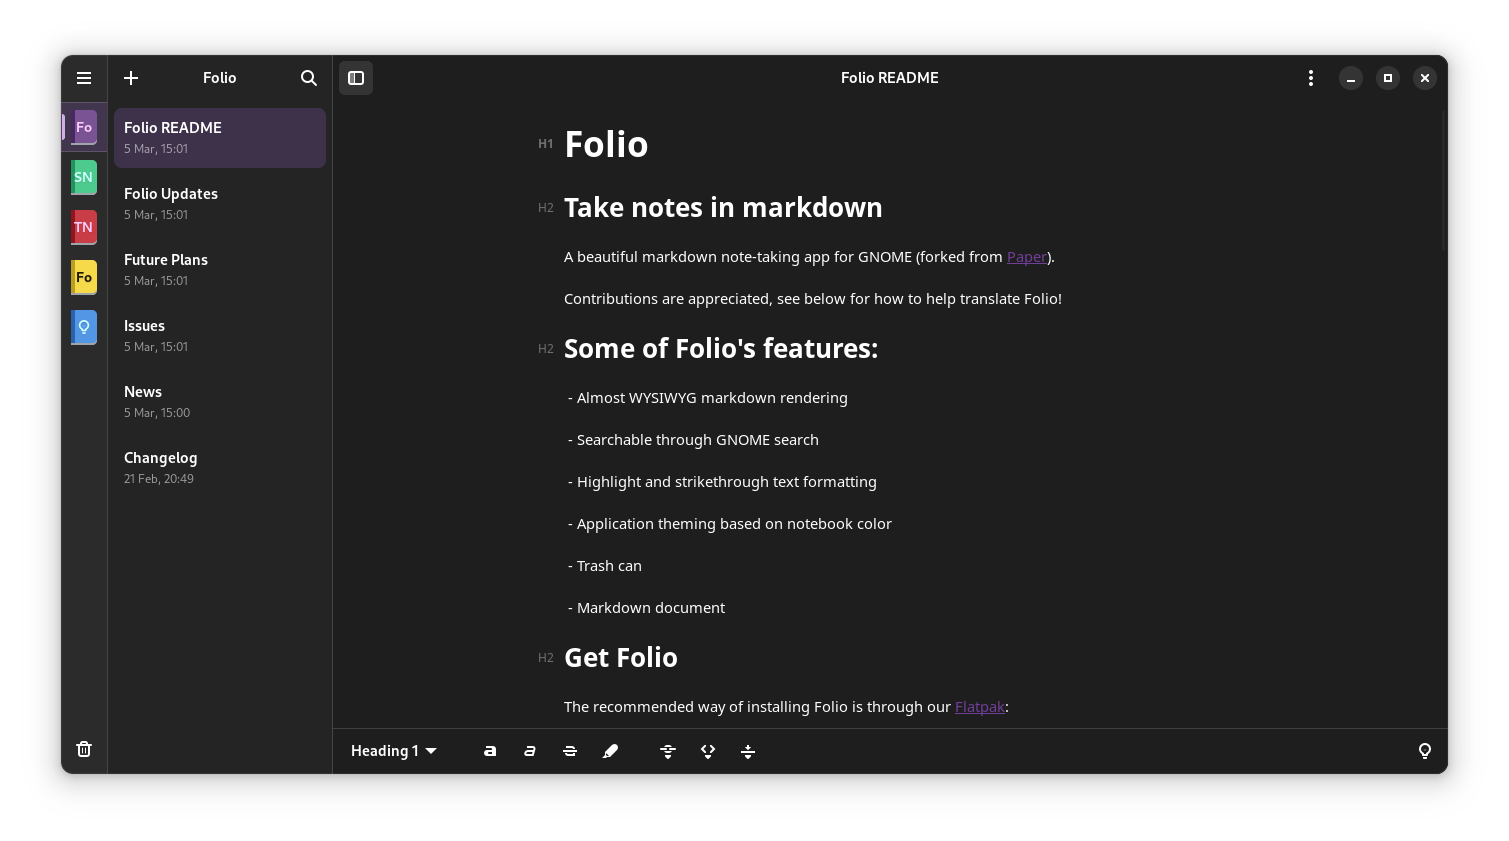 Folio
Folio README
Fo
SN
TN
Fo
Folio README
5 Mar, 15:01
Folio Updates
5 Mar, 15:01
Future Plans
5 Mar, 15:01
Issues
5 Mar, 15:01
News
5 Mar, 15:00
Changelog
21 Feb, 20:49
H1 Folio
H2 Take notes in markdown
A beautiful markdown note-taking app for GNOME (forked from Paper).
Contributions are appreciated, see below for how to help translate Folio!
H2 Some of Folio's features:
- Almost WYSIWYG markdown rendering
- Searchable through GNOME search
- Highlight and strikethrough text formatting
- Application theming based on notebook color
- Trash can
- Markdown document
H2 Get Folio
The recommended way of installing Folio is through our Flatpak:
Heading 1
a
a
a